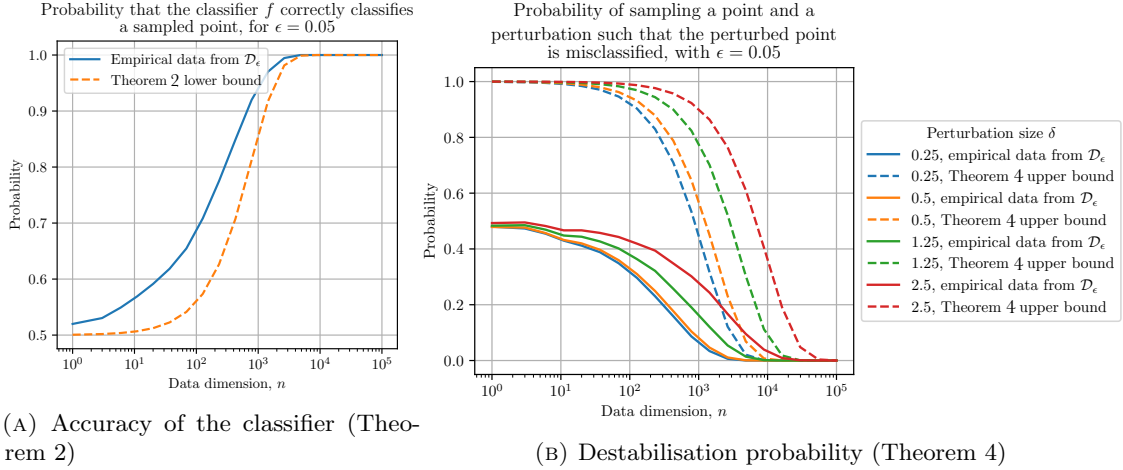 Probability that the classifier f correctly classifies
a sampled point, for ϵ = 0.05
Empirical data from 𝒟ϵ
Theorem 2 lower bound
1.0
0.9
0.8
0.7
0.6
0.5
Probability
10⁰
10¹
10²
10³
10⁴
10⁵
Data dimension, n
(A) Accuracy of the classifier (Theo-
rem 2)
Probability of sampling a point and a
perturbation such that the perturbed point
is misclassified, with ϵ = 0.05
1.0
0.8
0.6
0.4
0.2
0.0
Probability
10⁰
10¹
10²
10³
10⁴
10⁵
Data dimension, n
Perturbation size δ
0.25, empirical data from 𝒟ϵ
0.25, Theorem 4 upper bound
0.5, empirical data from 𝒟ϵ
0.5, Theorem 4 upper bound
1.25, empirical data from 𝒟ϵ
1.25, Theorem 4 upper bound
2.5, empirical data from 𝒟ϵ
2.5, Theorem 4 upper bound
(B) Destabilisation probability (Theorem 4)